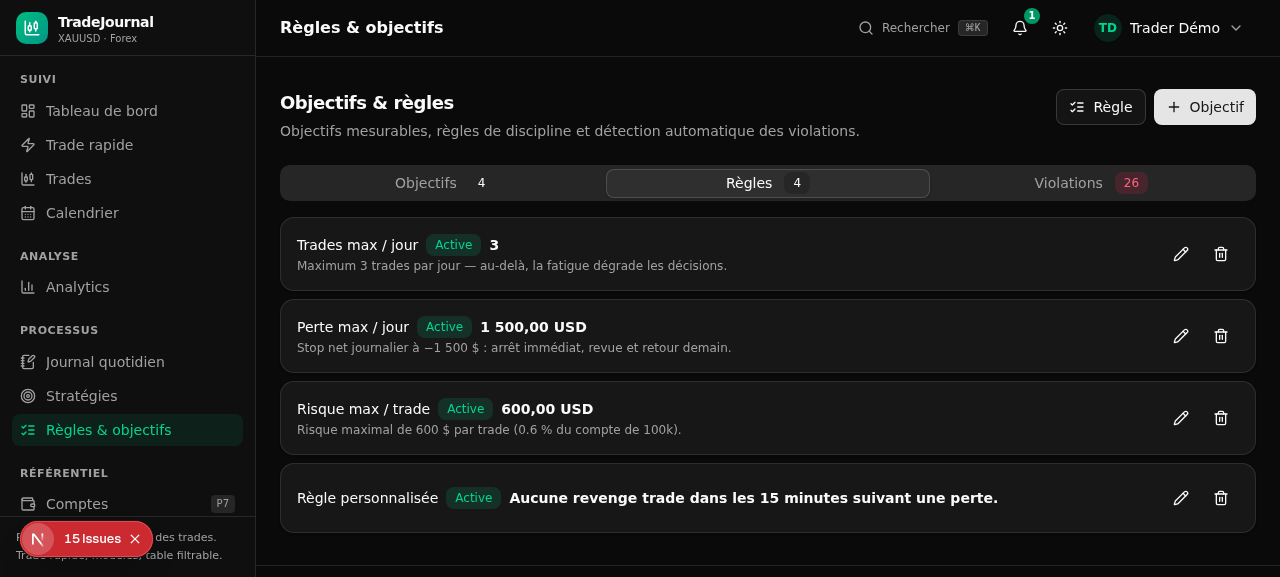 TradeJournal
XAUUSD · Forex
SUIVI
Tableau de bord
Trade rapide
Trades
Calendrier
ANALYSE
Analytics
PROCESSUS
Journal quotidien
Stratégies
Règles & objectifs
RÉFÉRENTIEL
Comptes P7
des trades.
table filtrable.
15 Issues
Règles & objectifs
Rechercher ⌘K
1
TD Trader Démo
Objectifs & règles
Objectifs mesurables, règles de discipline et détection automatique des violations.
Règle
Objectif
Objectifs 4
Règles 4
Violations 26
Trades max / jour Active 3
Maximum 3 trades par jour — au-delà, la fatigue dégrade les décisions.
Perte max / jour Active 1 500,00 USD
Stop net journalier à −1 500 $ : arrêt immédiat, revue et retour demain.
Risque max / trade Active 600,00 USD
Risque maximal de 600 $ par trade (0.6 % du compte de 100k).
Règle personnalisée Active Aucune revenge trade dans les 15 minutes suivant une perte.